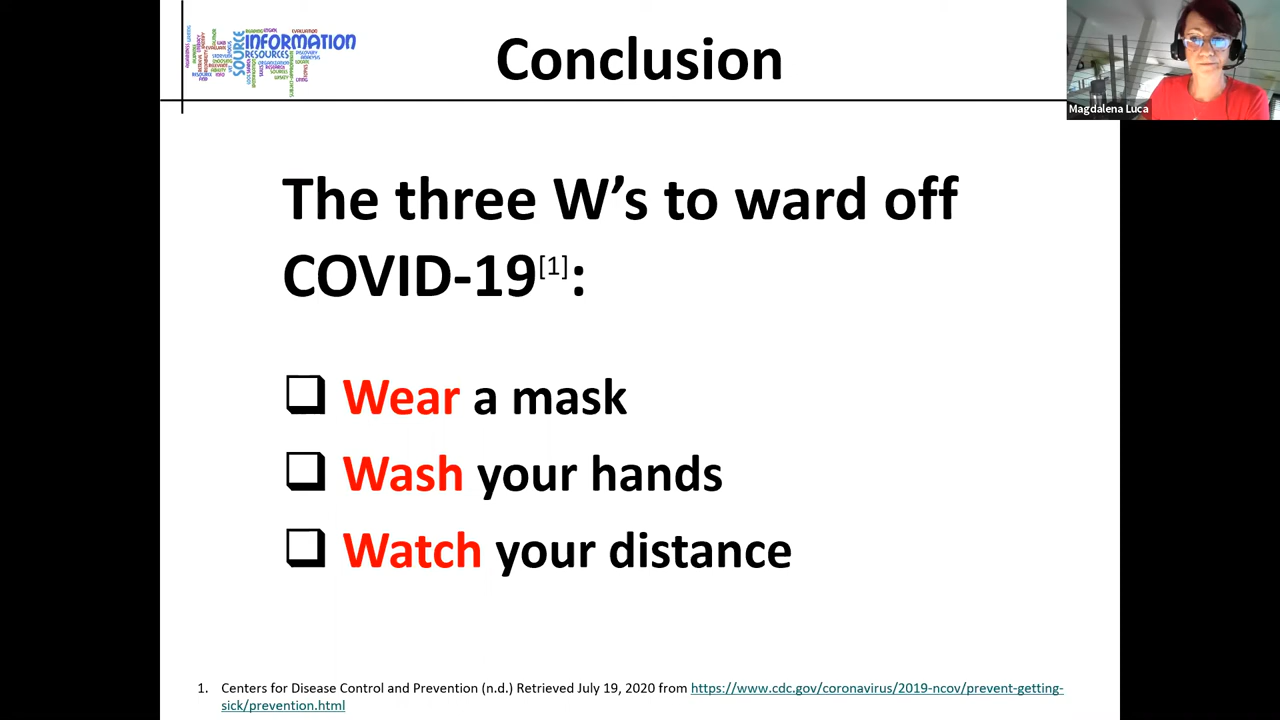 INFORMATION
SOURCE
RESOURCES
Conclusion
Magdalena Luca
The three W’s to ward off
COVID-19[1]:
❑ Wear a mask
❑ Wash your hands
❑ Watch your distance
1. Centers for Disease Control and Prevention (n.d.) Retrieved July 19, 2020 from https://www.cdc.gov/coronavirus/2019-ncov/prevent-getting-
sick/prevention.html